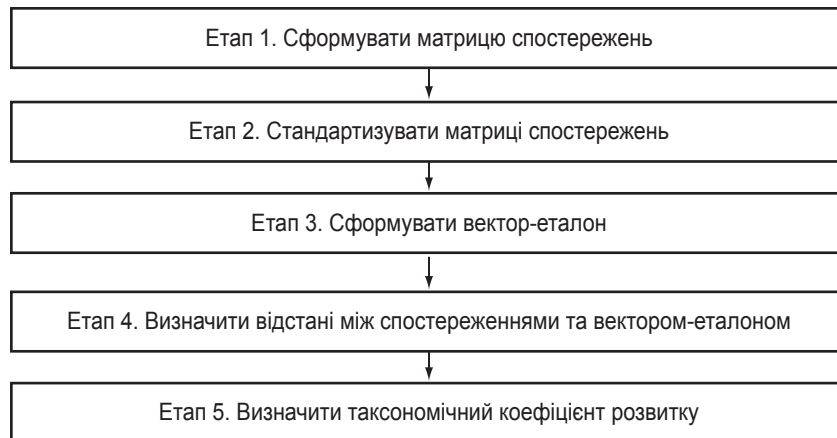 Етап 1. Сформувати матрицю спостережень
Етап 2. Стандартизувати матриці спостережень
Етап 3. Сформувати вектор-еталон
Етап 4. Визначити відстані між спостереженнями та вектором-еталоном
Етап 5. Визначити таксономічний коефіцієнт розвитку